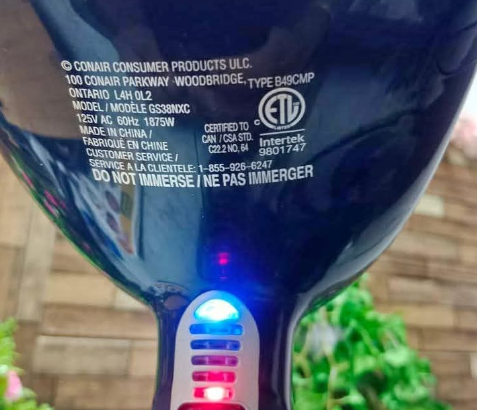 © CONAIR CONSUMER PRODUCTS ULC.
100 CONAIR PARKWAY WOODBRIDGE,
ONTARIO L4H 0L2
MODEL / MODÈLE GS38NXC
125V AC 60Hz 1875W
MADE IN CHINA /
FABRIQUÉ EN CHINE
CUSTOMER SERVICE /
SERVICE A LA CLIENTELE: 1-855-926-6247
DO NOT IMMERSE / NE PAS IMMERGER
TYPE B49CMP
C ETL
CERTIFIED TO
CAN / CSA STD.
C22.2 NO. 64
Intertek
9801747